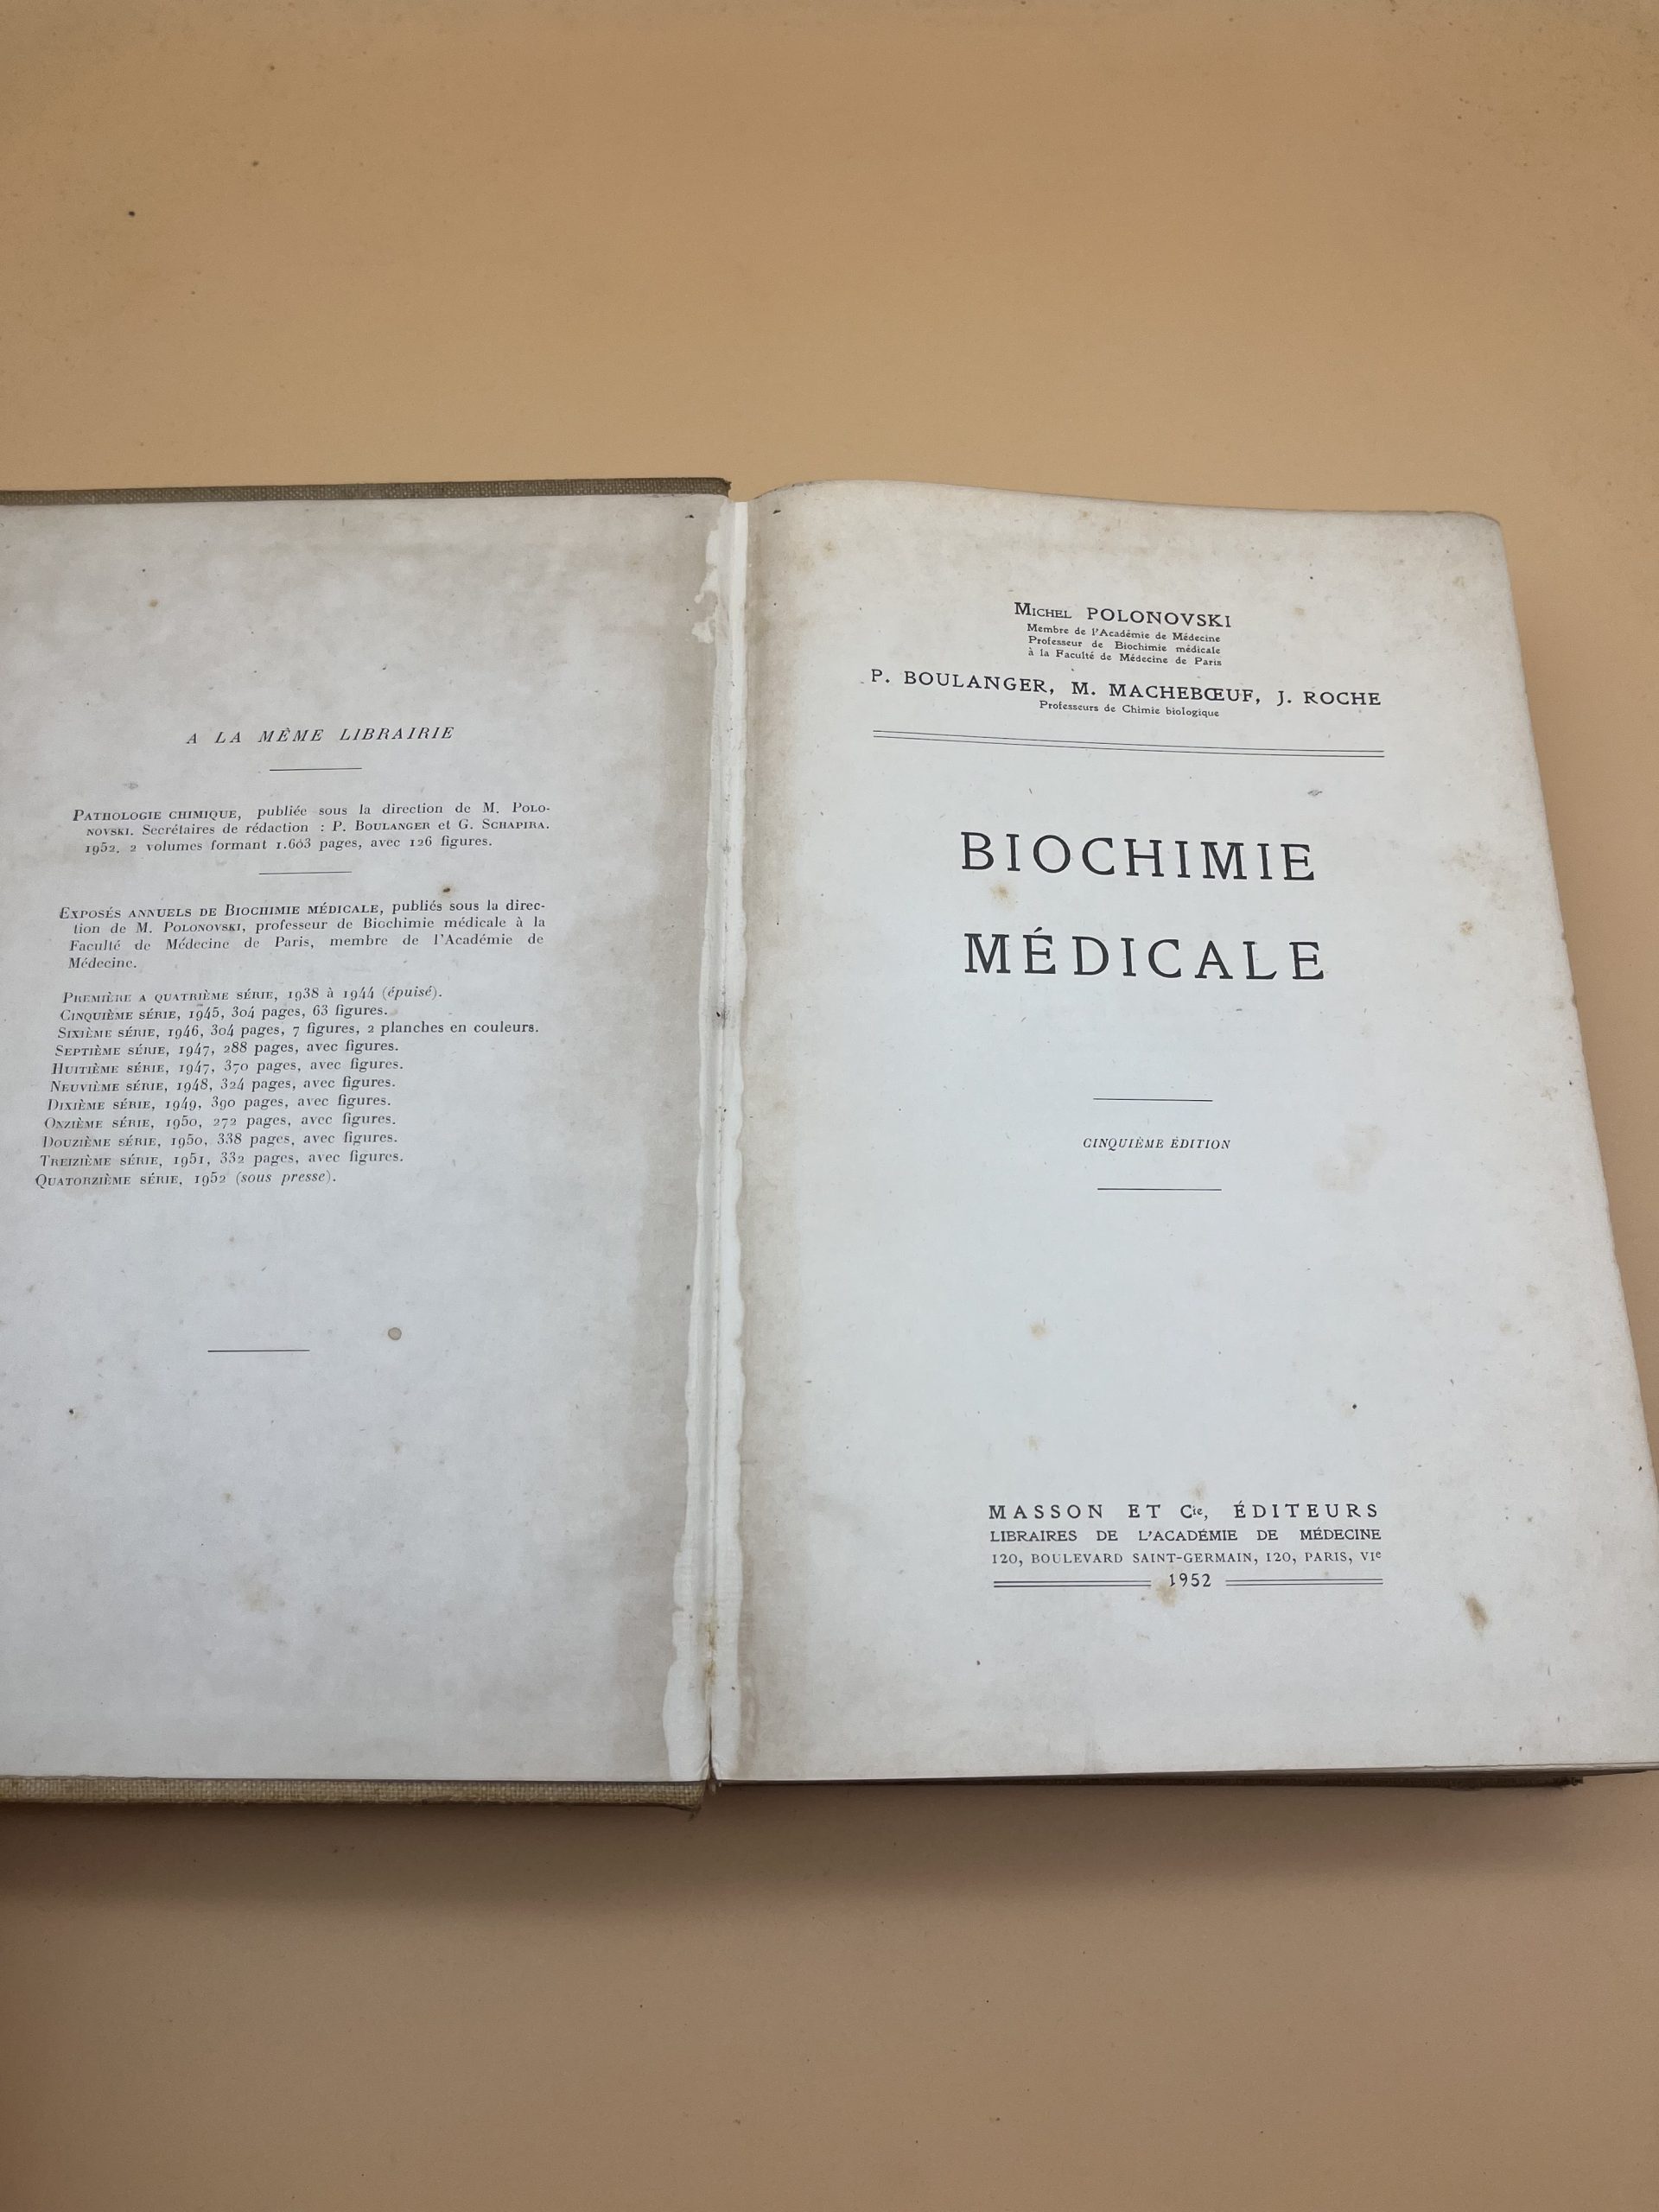 A LA MÊME LIBRAIRIE
PATHOLOGIE CHIMIQUE, publiée sous la direction de M. POLO-
NOVSKI. Secrétaires de rédaction : P. BOULANGER et G. SCHAPIRA.
1952. 2 volumes formant 1.603 pages, avec 126 figures.
EXPOSÉS ANNUELS DE BIOCHIMIE MÉDICALE, publiés sous la direc-
tion de M. POLONOVSKI, professeur de Biochimie médicale à la
Faculté de Médecine de Paris, membre de l'Académie de
Médecine.
PREMIÈRE A QUATRIÈME SÉRIE, 1938 à 1944 (épuisé).
CINQUIÈME SÉRIE, 1945, 304 pages, 63 figures.
SIXIÈME SÉRIE, 1946, 304 pages, 7 figures, 2 planches en couleurs.
SEPTIÈME SÉRIE, 1947, 288 pages, avec figures.
HUITIÈME SÉRIE, 1947, 370 pages, avec figures.
NEUVIÈME SÉRIE, 1948, 324 pages, avec figures.
DIXIÈME SÉRIE, 1949, 390 pages, avec figures.
ONZIÈME SÉRIE, 1950, 272 pages, avec figures.
DOUZIÈME SÉRIE, 1950, 338 pages, avec figures.
TREIZIÈME SÉRIE, 1951, 332 pages, avec figures.
QUATORZIÈME SÉRIE, 1952 (sous presse).
MICHEL POLONOVSKI
Membre de l'Académie de Médecine
Professeur de Biochimie médicale
à la Faculté de Médecine de Paris
P. BOULANGER, M. MACHEBŒUF, J. ROCHE
Professeurs de Chimie biologique
BIOCHIMIE
MÉDICALE
CINQUIÈME ÉDITION
MASSON ET Cie, ÉDITEURS
LIBRAIRES DE L'ACADÉMIE DE MÉDECINE
120, BOULEVARD SAINT-GERMAIN, 120, PARIS, VIe
1952